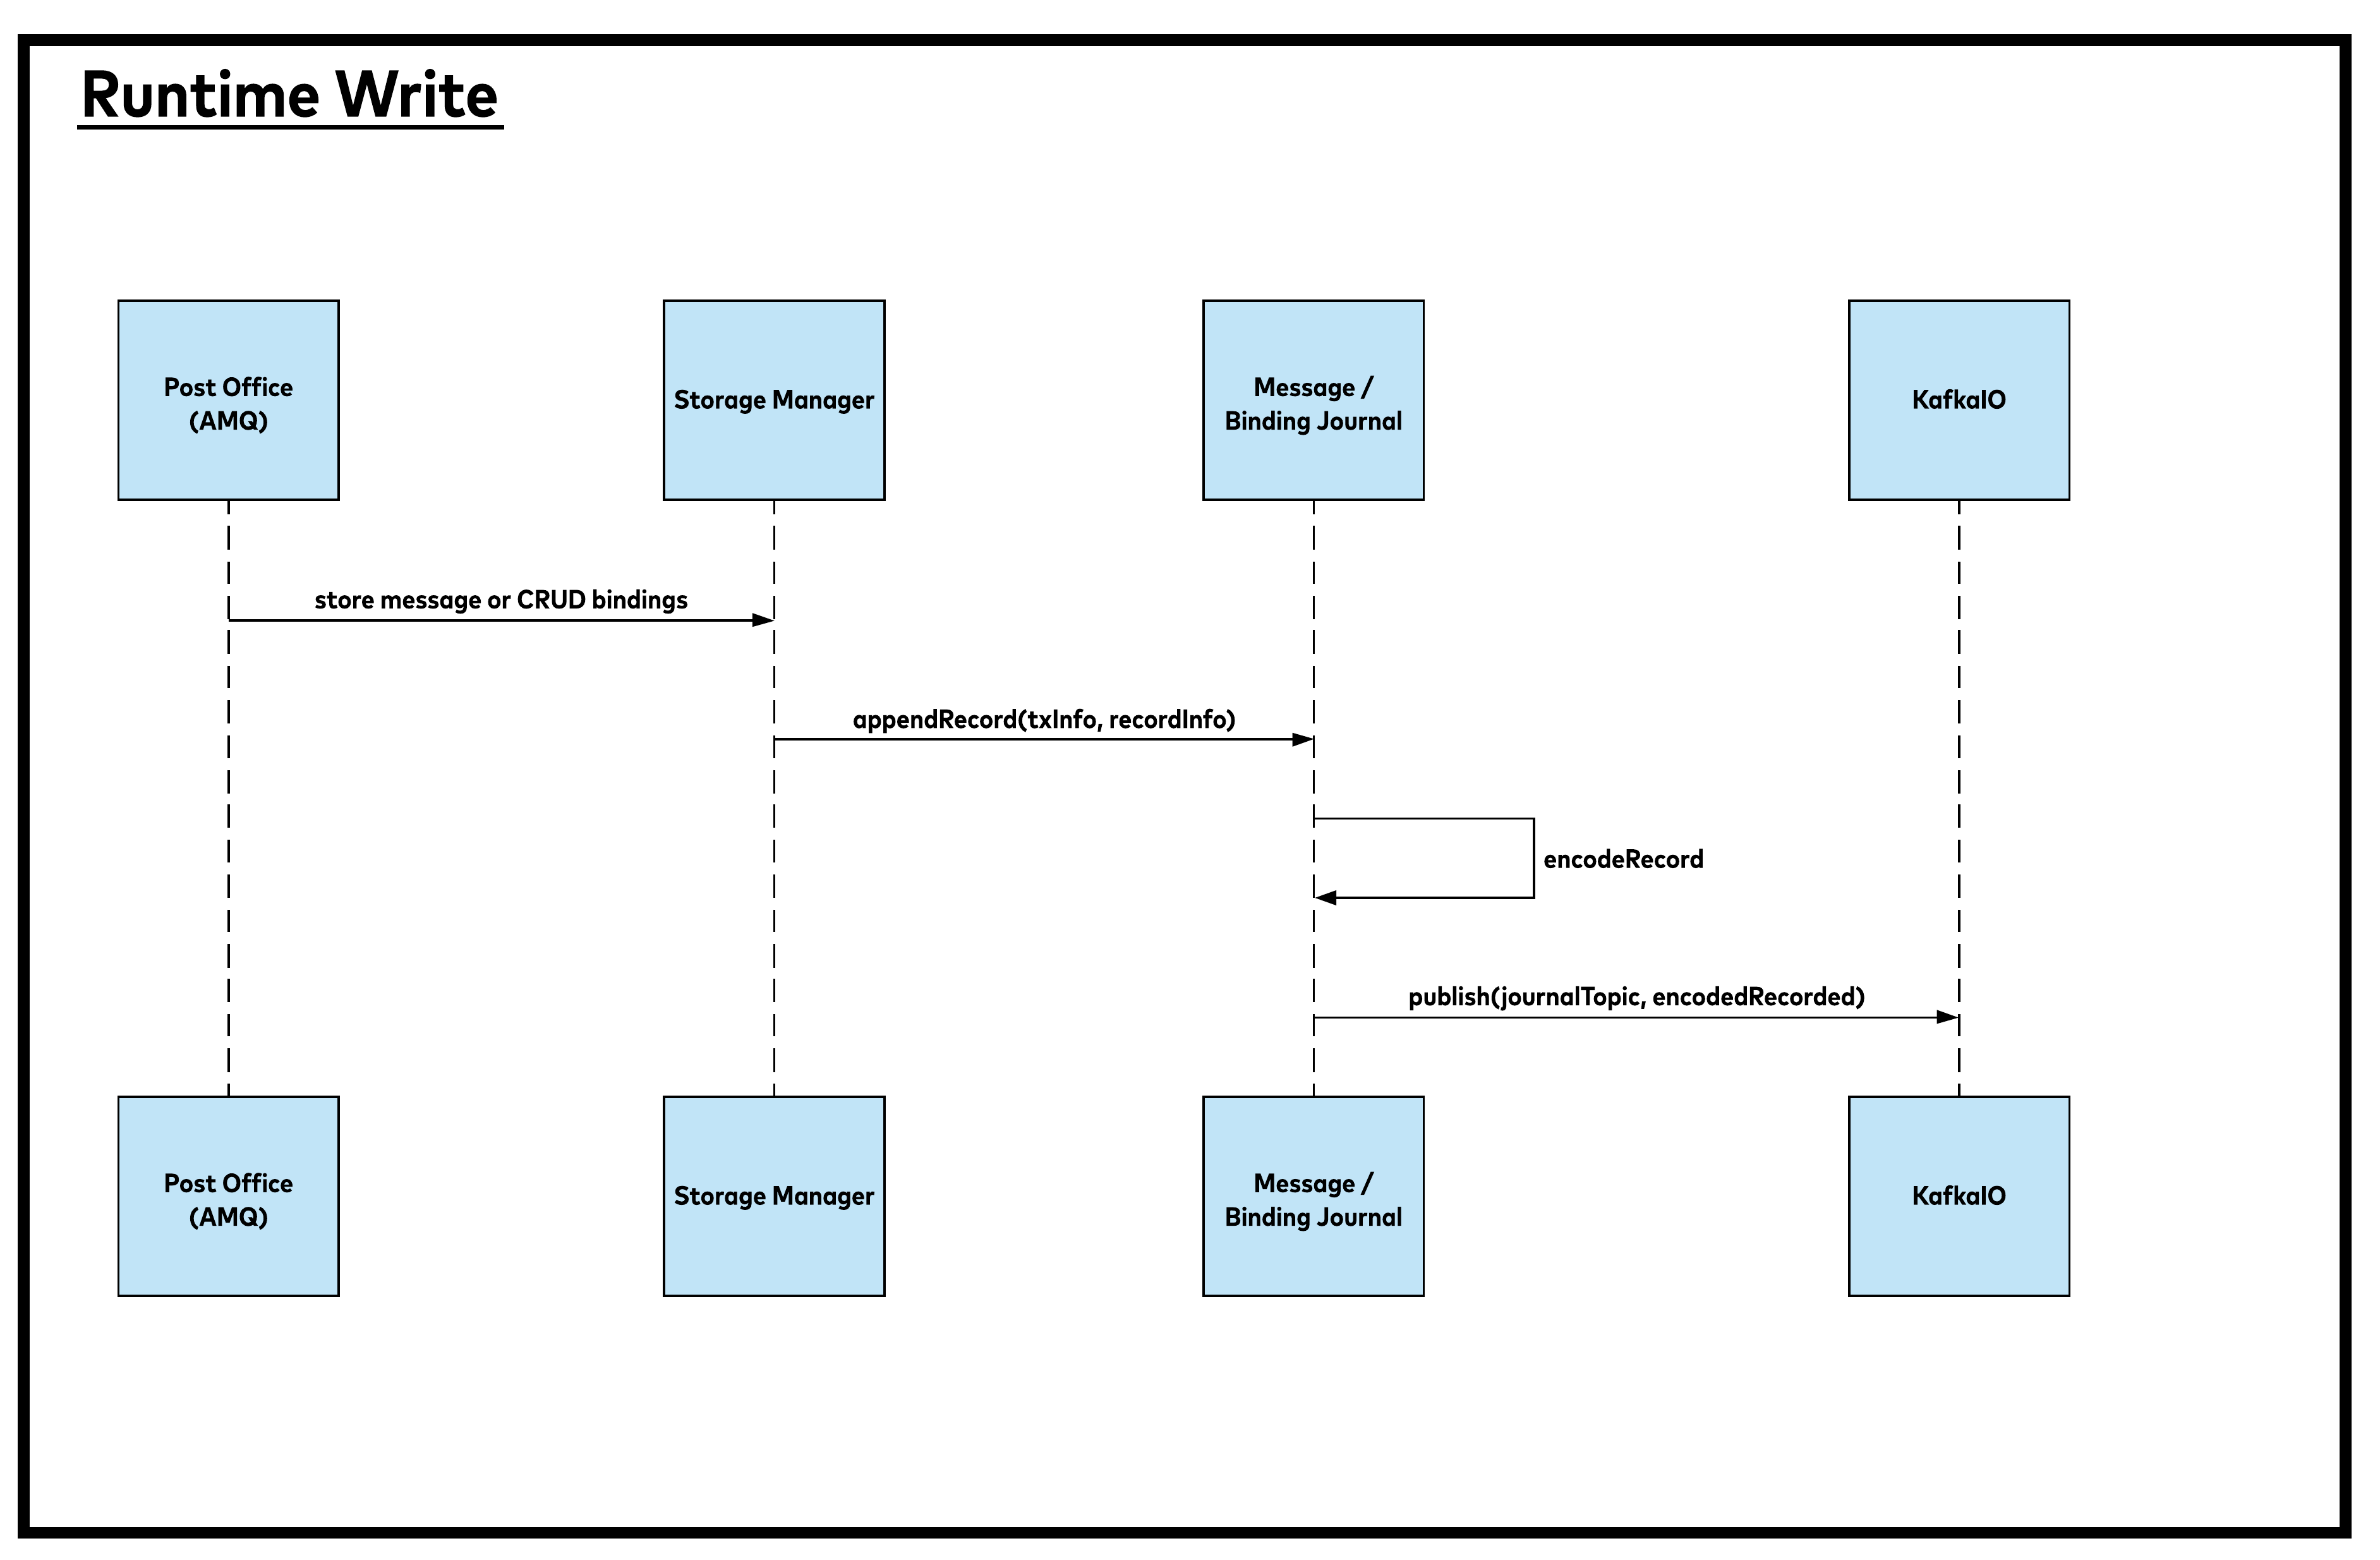 Runtime Write
Post Office
(AMQ)
Storage Manager
Message /
Binding Journal
KafkaIO
store message or CRUD bindings
appendRecord(txInfo, recordInfo)
encodeRecord
publish(journalTopic, encodedRecorded)
Post Office
(AMQ)
Storage Manager
Message /
Binding Journal
KafkaIO